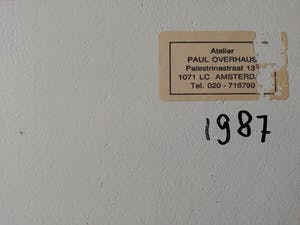 Atelier
PAUL OVERHAUS
Palestrinastraat 13
1071 LC AMSTERDA
Tel. 020 - 716790
1987